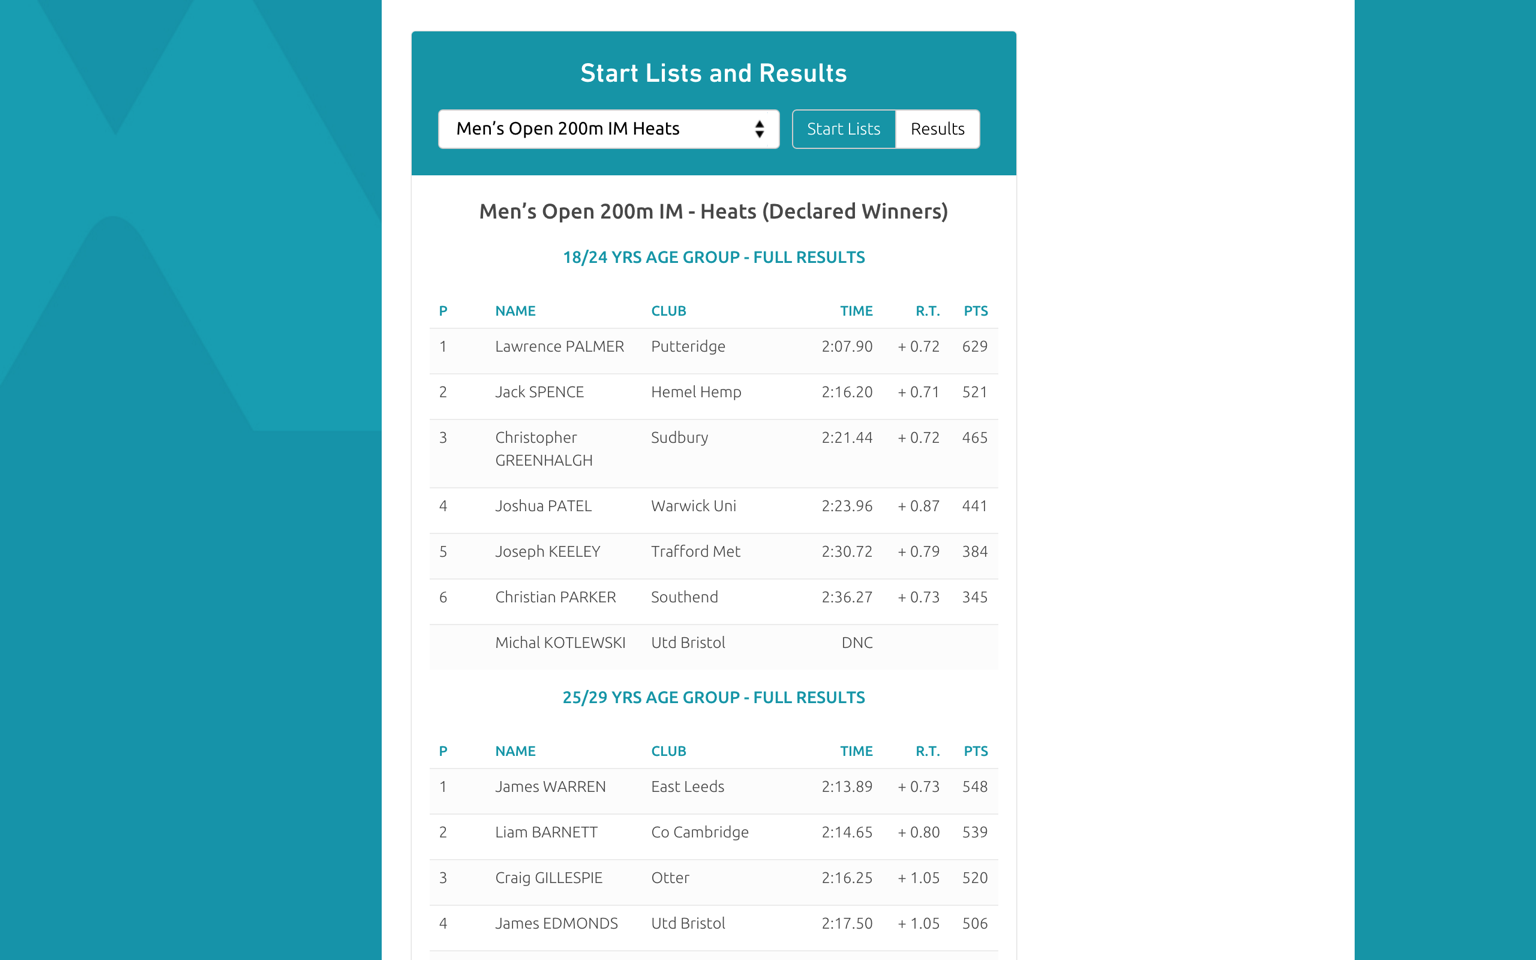 Start Lists and Results
Men’s Open 200m IM Heats
Start Lists Results
Men’s Open 200m IM - Heats (Declared Winners)
18/24 YRS AGE GROUP - FULL RESULTS
P NAME CLUB TIME R.T. PTS
1 Lawrence PALMER Putteridge 2:07.90 + 0.72 629
2 Jack SPENCE Hemel Hemp 2:16.20 + 0.71 521
3 Christopher Sudbury 2:21.44 + 0.72 465
GREENHALGH
4 Joshua PATEL Warwick Uni 2:23.96 + 0.87 441
5 Joseph KEELEY Trafford Met 2:30.72 + 0.79 384
6 Christian PARKER Southend 2:36.27 + 0.73 345
Michal KOTLEWSKI Utd Bristol DNC
25/29 YRS AGE GROUP - FULL RESULTS
P NAME CLUB TIME R.T. PTS
1 James WARREN East Leeds 2:13.89 + 0.73 548
2 Liam BARNETT Co Cambridge 2:14.65 + 0.80 539
3 Craig GILLESPIE Otter 2:16.25 + 1.05 520
4 James EDMONDS Utd Bristol 2:17.50 + 1.05 506